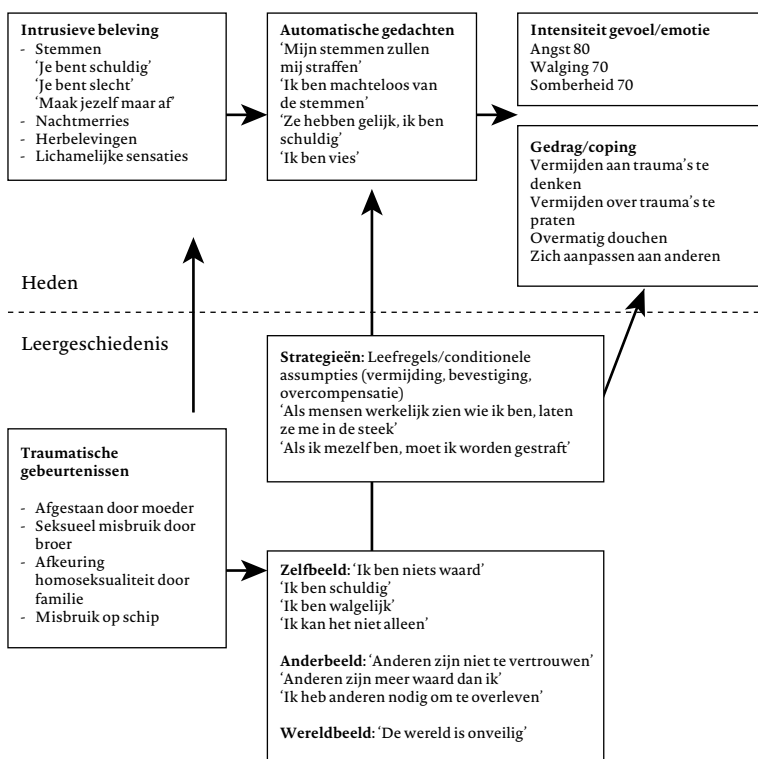 Intrusieve beleving
- Stemmen
‘Je bent schuldig’
‘Je bent slecht’
‘Maak jezelf maar af’
- Nachtmerries
- Herbelevingen
- Lichamelijke sensaties
Automatische gedachten
‘Mijn stemmen zullen
mij straffen’
‘Ik ben machteloos van
de stemmen’
‘Ze hebben gelijk, ik ben
schuldig’
‘Ik ben vies’
Intensiteit gevoel/emotie
Angst 80
Walging 70
Somberheid 70
Gedrag/coping
Vermijden aan trauma’s te
denken
Vermijden over trauma’s te
praten
Overmatig douchen
Zich aanpassen aan anderen
Heden
Leergeschiedenis
Strategieën: Leefregels/conditionele
assumpties (vermijding, bevestiging,
overcompensatie)
‘Als mensen werkelijk zien wie ik ben, laten
ze me in de steek’
‘Als ik mezelf ben, moet ik worden gestraft’
Traumatische
gebeurtenissen
- Afgestaan door moeder
- Seksueel misbruik door
broer
- Afkeuring
homoseksualiteit door
familie
- Misbruik op schip
Zelfbeeld: ‘Ik ben niets waard’
‘Ik ben schuldig’
‘Ik ben walgelijk’
‘Ik kan het niet alleen’
Anderbeeld: ‘Anderen zijn niet te vertrouwen’
‘Anderen zijn meer waard dan ik’
‘Ik heb anderen nodig om te overleven’
Wereldbeeld: ‘De wereld is onveilig’